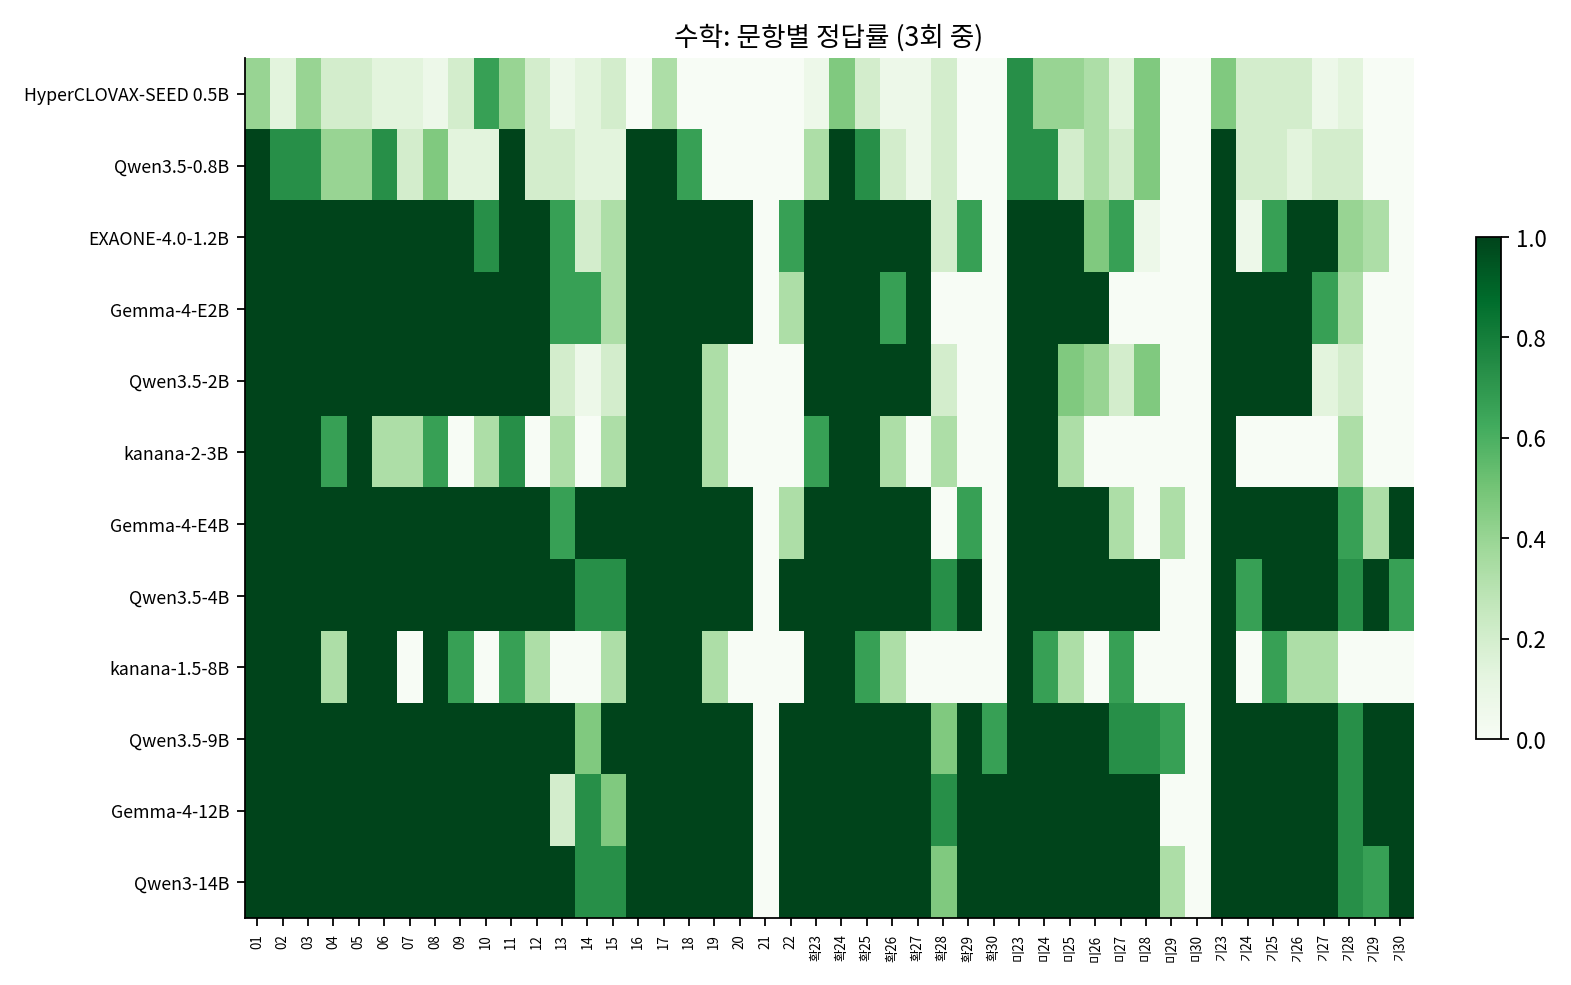 수학: 문항별 정답률 (3회 중)
HyperCLOVAX-SEED 0.5B
Qwen3.5-0.8B
EXAONE-4.0-1.2B
Gemma-4-E2B
Qwen3.5-2B
kanana-2-3B
Gemma-4-E4B
Qwen3.5-4B
kanana-1.5-8B
Qwen3.5-9B
Gemma-4-12B
Qwen3-14B
01 02 03 04 05 06 07 08 09 10 11 12 13 14 15 16 17 18 19 20 21 22 확23 확24 확25 확26 확27 확28 확29 확30 미23 미24 미25 미26 미27 미28 미29 미30 기23 기24 기25 기26 기27 기28 기29 기30
1.0
0.8
0.6
0.4
0.2
0.0